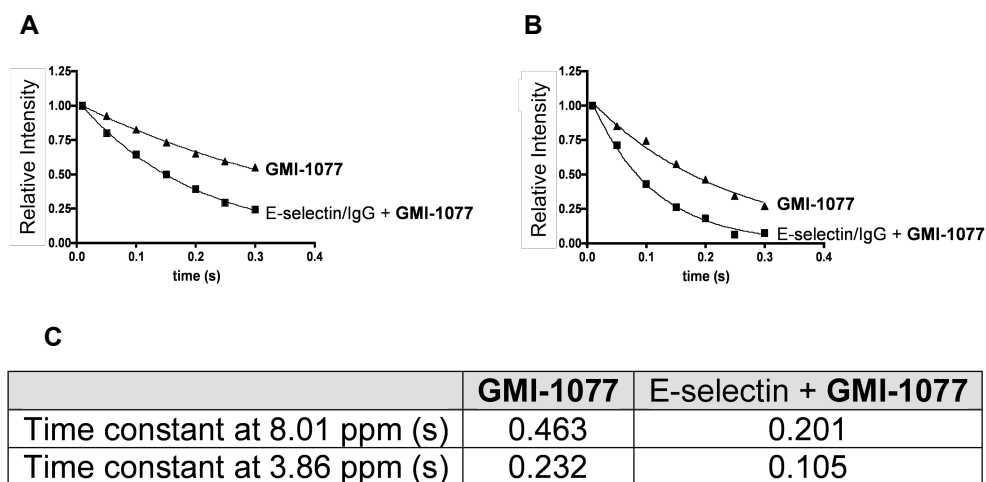 A
B
1.25
1.00
0.75
0.50
0.25
0.00
Relative Intensity
GMI-1077
E-selectin/IgG + GMI-1077
0.0 0.1 0.2 0.3 0.4
time (s)
1.25
1.00
0.75
0.50
0.25
0.00
Relative Intensity
GMI-1077
E-selectin/IgG + GMI-1077
0.0 0.1 0.2 0.3 0.4
time (s)
C
GMI-1077 E-selectin + GMI-1077
Time constant at 8.01 ppm (s) 0.463 0.201
Time constant at 3.86 ppm (s) 0.232 0.105